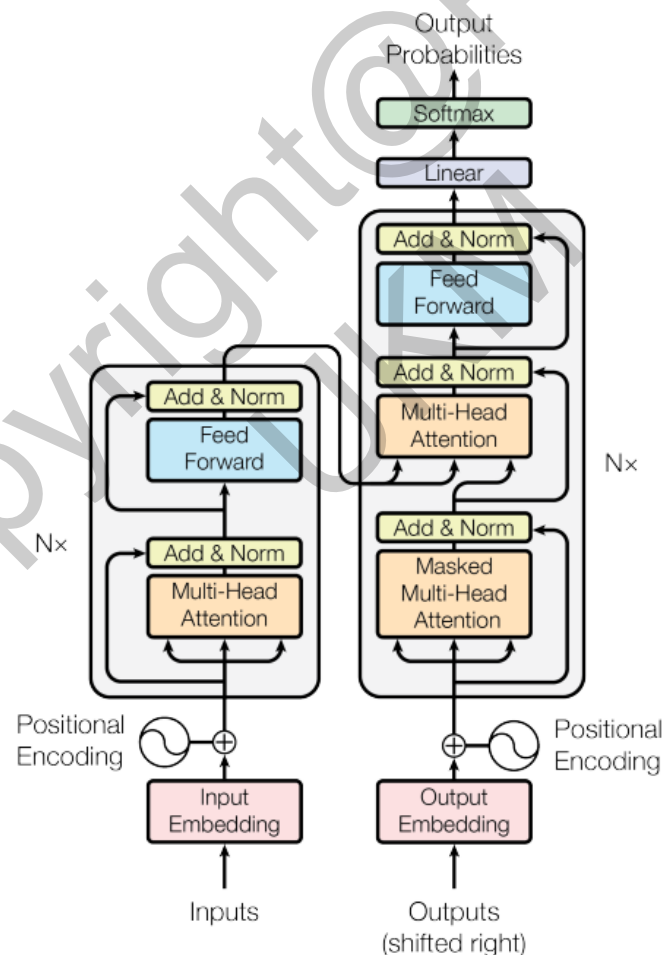 Output
Probabilities
Softmax
Linear
Add & Norm
Feed
Forward
Add & Norm
Multi-Head
Attention
Add & Norm
Masked
Multi-Head
Attention
Nx
Add & Norm
Feed
Forward
Add & Norm
Multi-Head
Attention
Nx
Positional
Encoding
Positional
Encoding
Input
Embedding
Output
Embedding
Inputs
Outputs
(shifted right)
pyright@
UKM